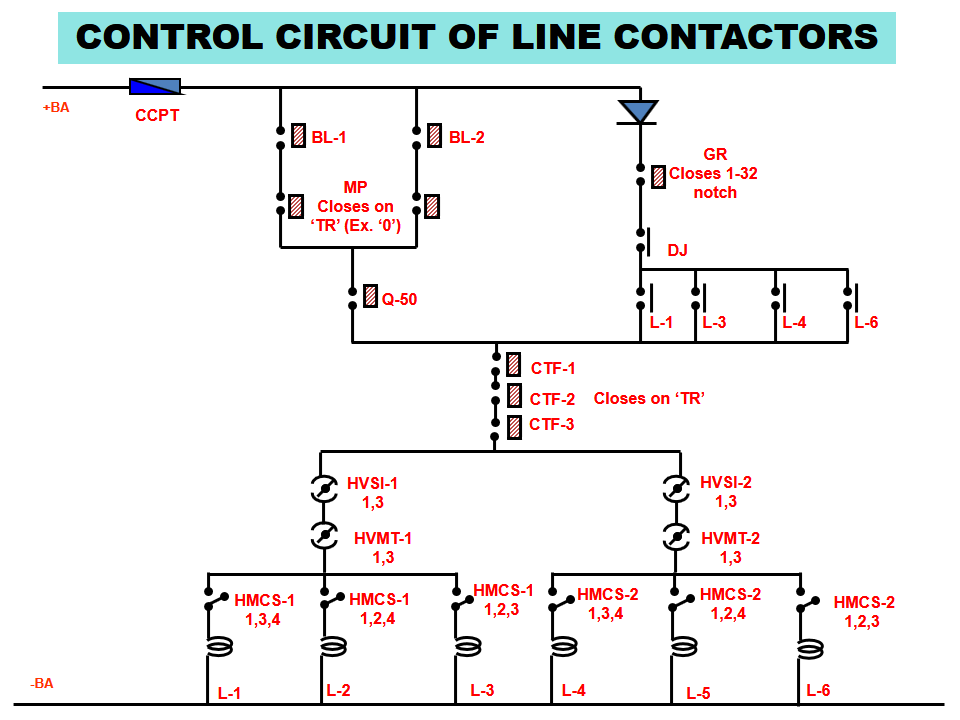 CONTROL CIRCUIT OF LINE CONTACTORS
+BA
CCPT
BL-1
BL-2
MP
Closes on
‘TR’ (Ex. ‘0’)
GR
Closes 1-32
notch
DJ
Q-50
L-1
L-3
L-4
L-6
CTF-1
CTF-2
Closes on ‘TR’
CTF-3
HVSI-1
1,3
HVSI-2
1,3
HVMT-1
1,3
HVMT-2
1,3
HMCS-1
1,3,4
HMCS-1
1,2,4
HMCS-1
1,2,3
HMCS-2
1,3,4
HMCS-2
1,2,4
HMCS-2
1,2,3
-BA
L-1
L-2
L-3
L-4
L-5
L-6